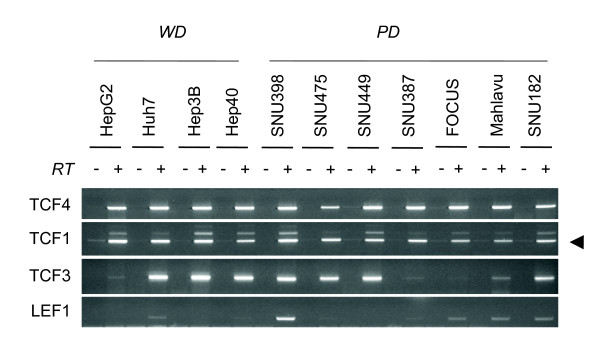 WD PD
HepG2 Huh7 Hep3B Hep40 SNU398 SNU475 SNU449 SNU387 FOCUS Mahlavu SNU182
RT - + - + - + - + - + - + - + - + - + - + - +
TCF4
TCF1
TCF3
LEF1